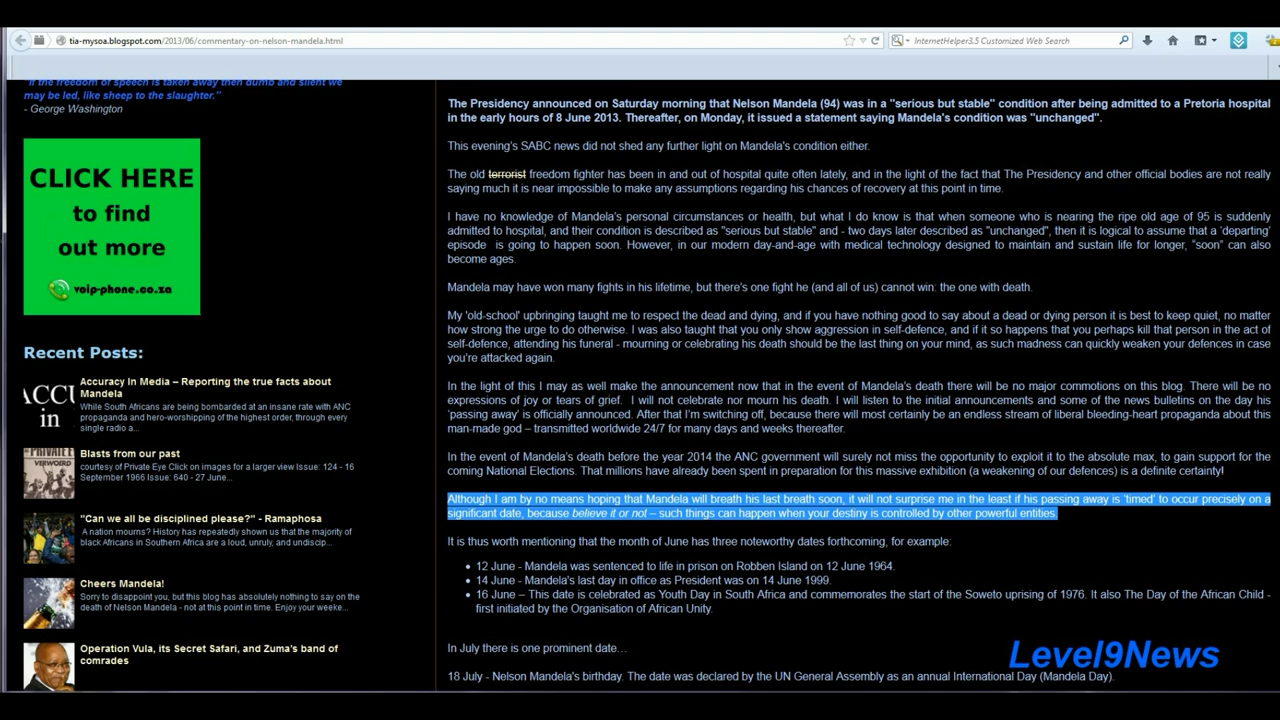 tia-mysoa.blogspot.com/2013/06/commentary-on-nelson-mandela.html
InternetHelper3.5 Customized Web Search
"If the freedom of speech is taken away then dumb and silent we
may be led, like sheep to the slaughter."
- George Washington
CLICK HERE
to find
out more
voip-phone.co.za
Recent Posts:
ACCU
in
Accuracy In Media – Reporting the true facts about
Mandela
While South Africans are being bombarded at an insane rate with ANC
propaganda and hero-worshipping of the highest order, through every
single radio a...
VERWOERD
Blasts from our past
courtesy of Private Eye Click on images for a larger view Issue: 124 - 16
September 1966 Issue: 640 - 27 June...
"Can we all be disciplined please?" - Ramaphosa
A nation mourns? History has repeatedly shown us that the majority of
black Africans in Southern Africa are a loud, unruly, and undiscip...
Cheers Mandela!
Sorry to disappoint you, but this blog has absolutely nothing to say on the
death of Nelson Mandela - not at this point in time. Enjoy your weeke...
Operation Vula, its Secret Safari, and Zuma's band of
comrades
The Presidency announced on Saturday morning that Nelson Mandela (94) was in a "serious but stable" condition after being admitted to a Pretoria hospital
in the early hours of 8 June 2013. Thereafter, on Monday, it issued a statement saying Mandela's condition was "unchanged".
This evening's SABC news did not shed any further light on Mandela's condition either.
The old terrorist freedom fighter has been in and out of hospital quite often lately, and in the light of the fact that The Presidency and other official bodies are not really
saying much it is near impossible to make any assumptions regarding his chances of recovery at this point in time.
I have no knowledge of Mandela's personal circumstances or health, but what I do know is that when someone who is nearing the ripe old age of 95 is suddenly
admitted to hospital, and their condition is described as "serious but stable" and - two days later described as "unchanged", then it is logical to assume that a 'departing'
episode is going to happen soon. However, in our modern day-and-age with medical technology designed to maintain and sustain life for longer, "soon" can also
become ages.
Mandela may have won many fights in his lifetime, but there's one fight he (and all of us) cannot win: the one with death.
My 'old-school' upbringing taught me to respect the dead and dying, and if you have nothing good to say about a dead or dying person it is best to keep quiet, no matter
how strong the urge to do otherwise. I was also taught that you only show aggression in self-defence, and if it so happens that you perhaps kill that person in the act of
self-defence, attending his funeral - mourning or celebrating his death should be the last thing on your mind, as such madness can quickly weaken your defences in case
you're attacked again.
In the light of this I may as well make the announcement now that in the event of Mandela's death there will be no major commotions on this blog. There will be no
expressions of joy or tears of grief. I will not celebrate nor mourn his death. I will listen to the initial announcements and some of the news bulletins on the day his
'passing away' is officially announced. After that I'm switching off, because there will most certainly be an endless stream of liberal bleeding-heart propaganda about this
man-made god – transmitted worldwide 24/7 for many days and weeks thereafter.
In the event of Mandela's death before the year 2014 the ANC government will surely not miss the opportunity to exploit it to the absolute max, to gain support for the
coming National Elections. That millions have already been spent in preparation for this massive exhibition (a weakening of our defences) is a definite certainty!
Although I am by no means hoping that Mandela will breath his last breath soon, it will not surprise me in the least if his passing away is 'timed' to occur precisely on a
significant date, because believe it or not – such things can happen when your destiny is controlled by other powerful entities.
It is thus worth mentioning that the month of June has three noteworthy dates forthcoming, for example:
• 12 June - Mandela was sentenced to life in prison on Robben Island on 12 June 1964.
• 14 June - Mandela's last day in office as President was on 14 June 1999.
• 16 June – This date is celebrated as Youth Day in South Africa and commemorates the start of the Soweto uprising of 1976. It also The Day of the African Child -
first initiated by the Organisation of African Unity.
In July there is one prominent date…
18 July - Nelson Mandela's birthday. The date was declared by the UN General Assembly as an annual International Day (Mandela Day).
Level9News